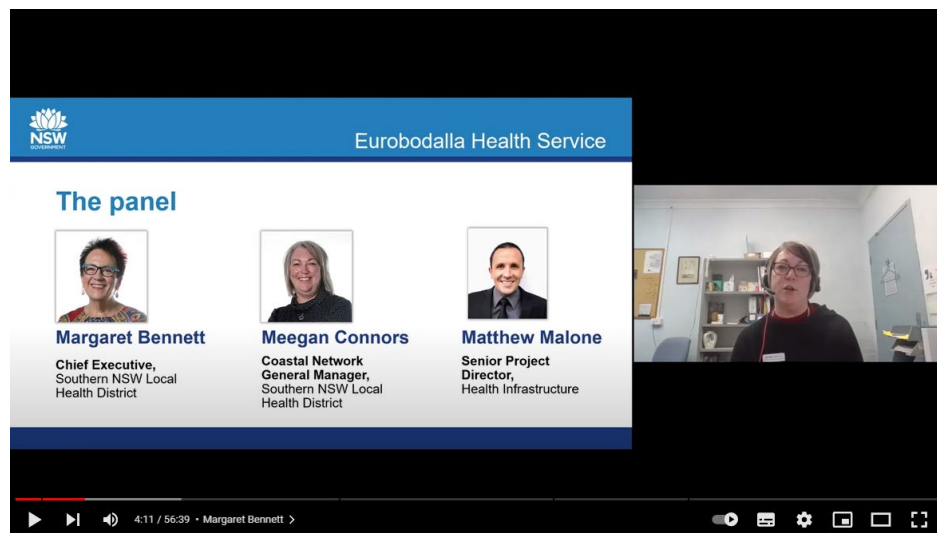 NSW
GOVERNMENT
Eurobodalla Health Service
The panel
Margaret Bennett
Chief Executive,
Southern NSW Local
Health District
Meegan Connors
Coastal Network
General Manager,
Southern NSW Local
Health District
Matthew Malone
Senior Project
Director,
Health Infrastructure
4:11 / 56:39 • Margaret Bennett >